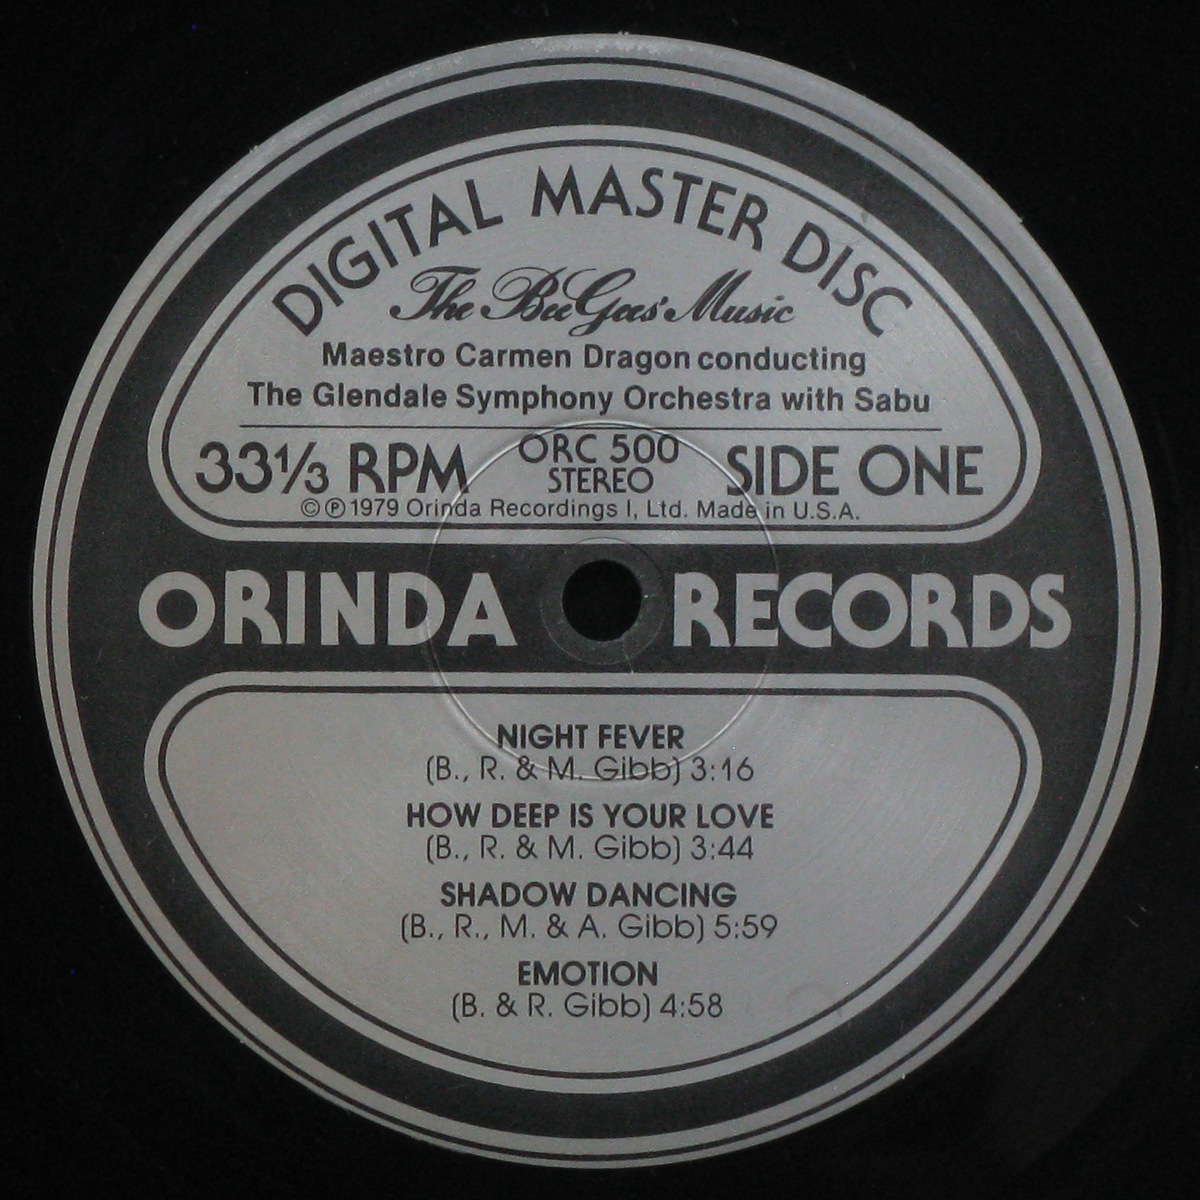 DIGITAL MASTER DISC
The BeeGees' Music
Maestro Carmen Dragon conducting
The Glendale Symphony Orchestra with Sabu
33⅓ RPM
ORC 500
STEREO
SIDE ONE
©℗1979 Orinda Recordings I, Ltd. Made in U.S.A.
ORINDA RECORDS
NIGHT FEVER
(B., R. & M. Gibb) 3:16
HOW DEEP IS YOUR LOVE
(B., R. & M. Gibb) 3:44
SHADOW DANCING
(B., R., M. & A. Gibb) 5:59
EMOTION
(B. & R. Gibb) 4:58